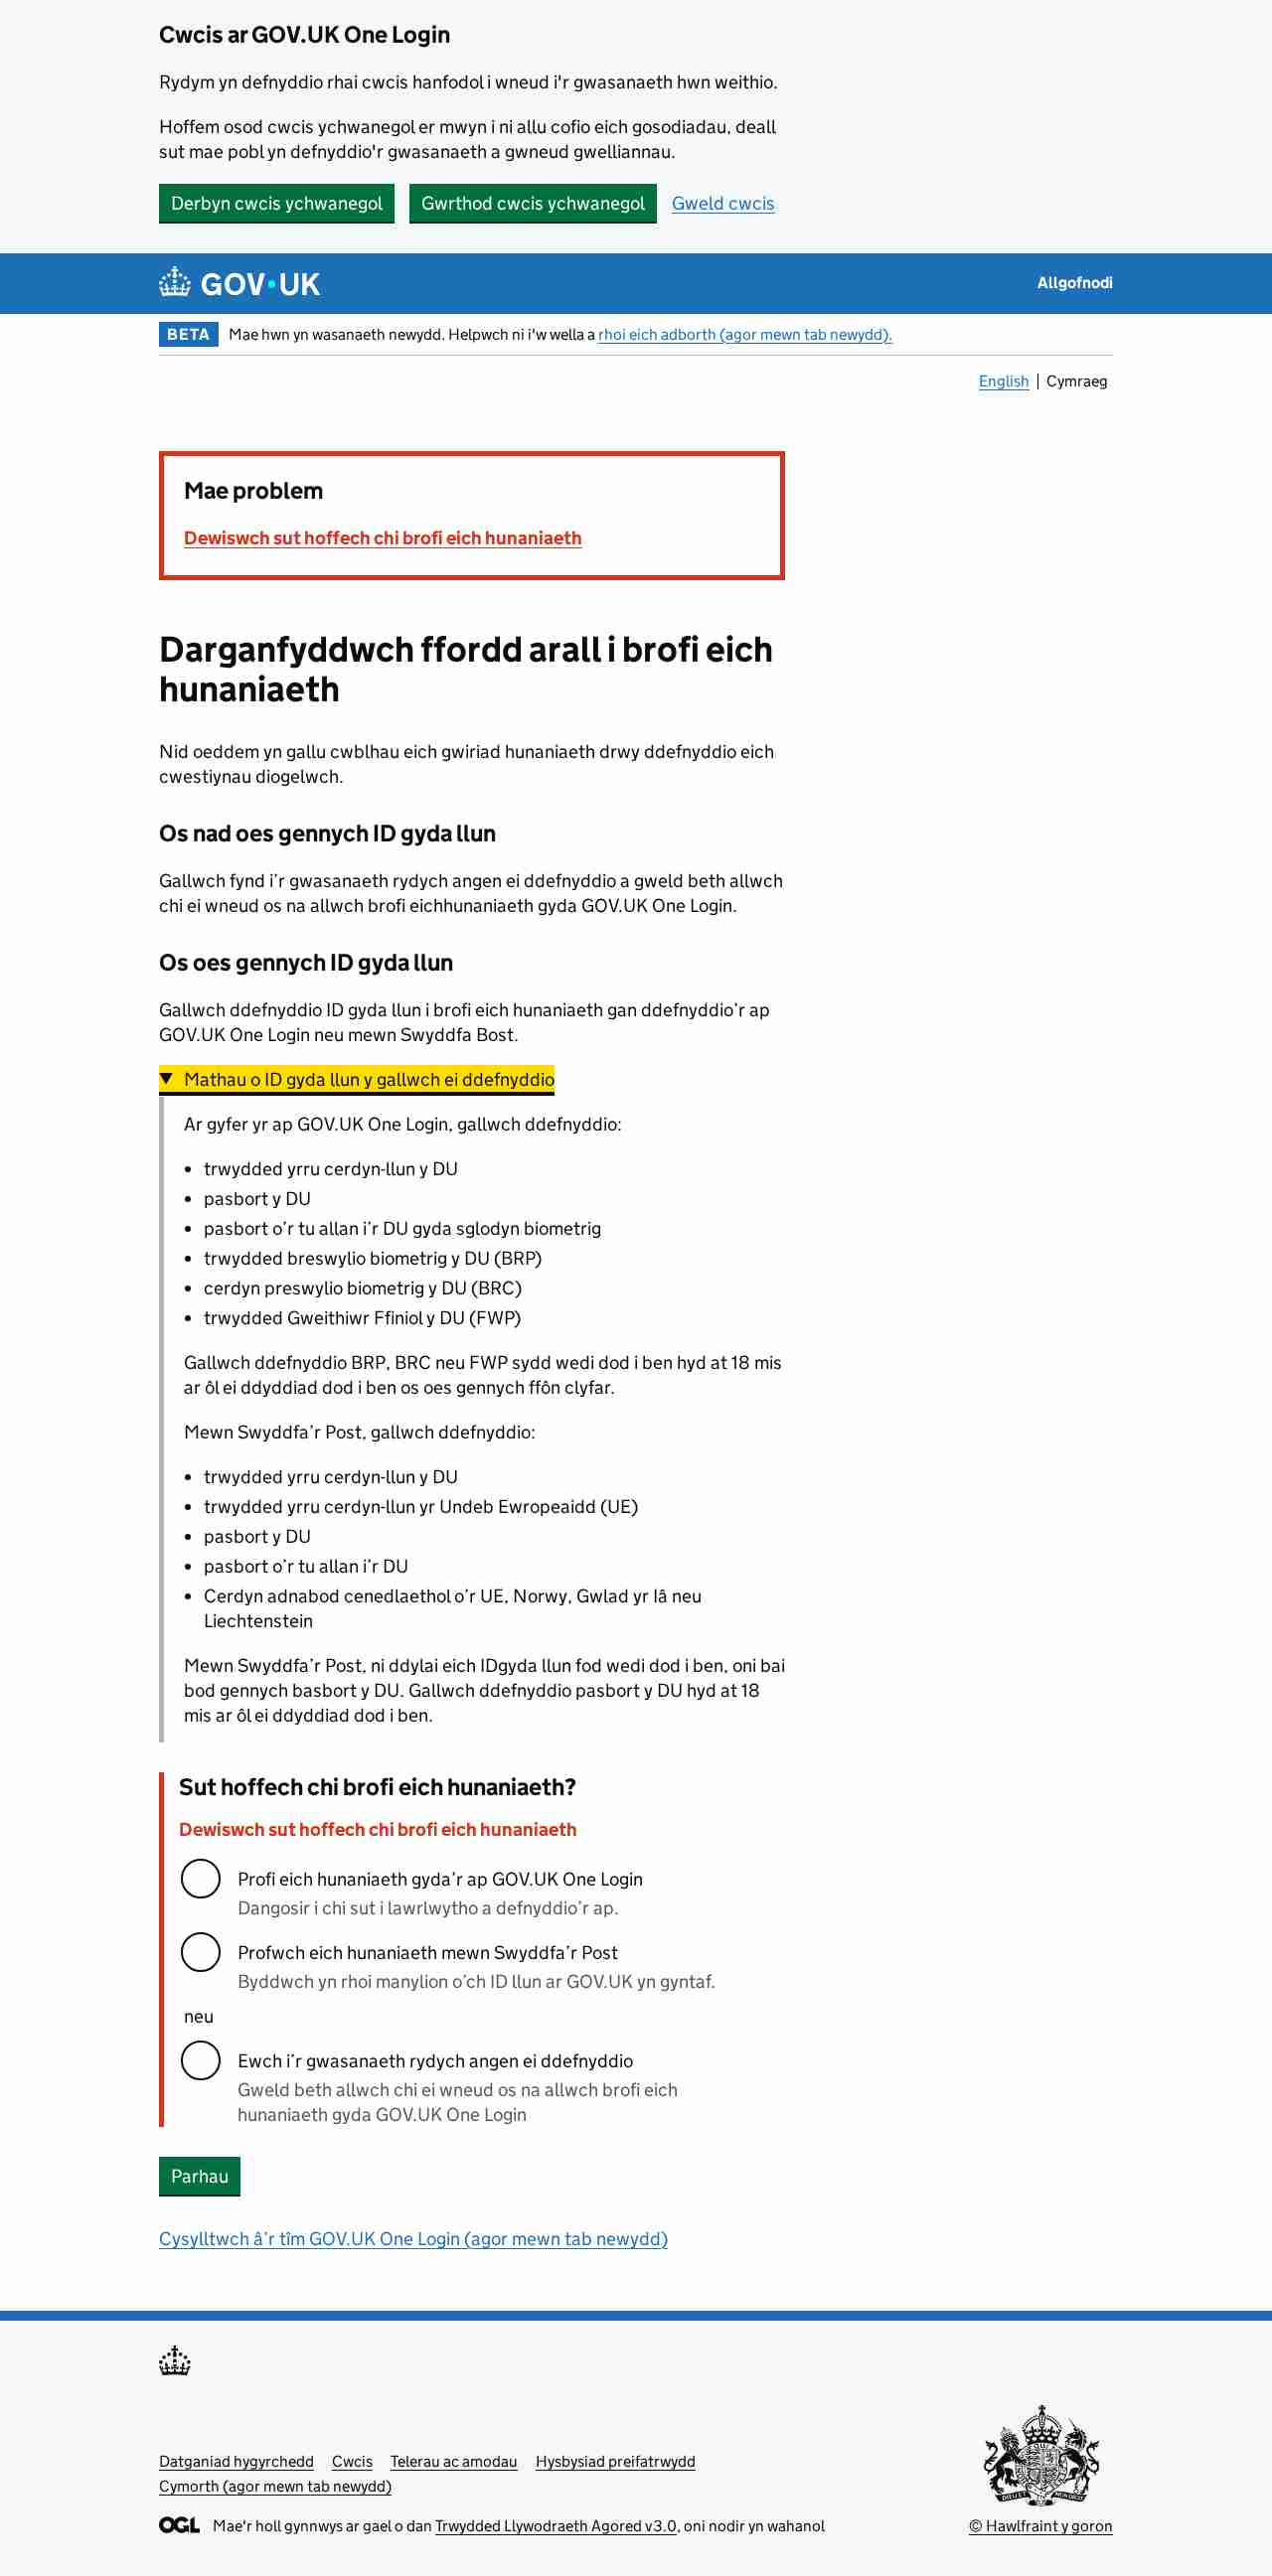 Cwcis ar GOV.UK One Login
Rydym yn defnyddio rhai cwcis hanfodol i wneud i'r gwasanaeth hwn weithio.
Hoffem osod cwcis ychwanegol er mwyn i ni allu cofio eich gosodiadau, deall
sut mae pobl yn defnyddio'r gwasanaeth a gwneud gwelliannau.
Derbyn cwcis ychwanegol Gwrthod cwcis ychwanegol Gweld cwcis
GOV·UK Allgofnodi
BETA Mae hwn yn wasanaeth newydd. Helpwch ni i'w wella a rhoi eich adborth (agor mewn tab newydd).
English | Cymraeg
Mae problem
Dewiswch sut hoffech chi brofi eich hunaniaeth
Darganfyddwch ffordd arall i brofi eich
hunaniaeth
Nid oeddem yn gallu cwblhau eich gwiriad hunaniaeth drwy ddefnyddio eich
cwestiynau diogelwch.
Os nad oes gennych ID gyda llun
Gallwch fynd i’r gwasanaeth rydych angen ei ddefnyddio a gweld beth allwch
chi ei wneud os na allwch brofi eichhunaniaeth gyda GOV.UK One Login.
Os oes gennych ID gyda llun
Gallwch ddefnyddio ID gyda llun i brofi eich hunaniaeth gan ddefnyddio’r ap
GOV.UK One Login neu mewn Swyddfa Bost.
Mathau o ID gyda llun y gallwch ei ddefnyddio
Ar gyfer yr ap GOV.UK One Login, gallwch ddefnyddio:
• trwydded yrru cerdyn-llun y DU
• pasbort y DU
• pasbort o’r tu allan i’r DU gyda sglodyn biometrig
• trwydded breswylio biometrig y DU (BRP)
• cerdyn preswylio biometrig y DU (BRC)
• trwydded Gweithiwr Ffiniol y DU (FWP)
Gallwch ddefnyddio BRP, BRC neu FWP sydd wedi dod i ben hyd at 18 mis
ar ôl ei ddyddiad dod i ben os oes gennych ffôn clyfar.
Mewn Swyddfa’r Post, gallwch ddefnyddio:
• trwydded yrru cerdyn-llun y DU
• trwydded yrru cerdyn-llun yr Undeb Ewropeaidd (UE)
• pasbort y DU
• pasbort o’r tu allan i’r DU
• Cerdyn adnabod cenedlaethol o’r UE, Norwy, Gwlad yr Iâ neu
Liechtenstein
Mewn Swyddfa’r Post, ni ddylai eich IDgyda llun fod wedi dod i ben, oni bai
bod gennych basbort y DU. Gallwch ddefnyddio pasbort y DU hyd at 18
mis ar ôl ei ddyddiad dod i ben.
Sut hoffech chi brofi eich hunaniaeth?
Dewiswch sut hoffech chi brofi eich hunaniaeth
Profi eich hunaniaeth gyda’r ap GOV.UK One Login
Dangosir i chi sut i lawrlwytho a defnyddio’r ap.
Profwch eich hunaniaeth mewn Swyddfa’r Post
Byddwch yn rhoi manylion o’ch ID llun ar GOV.UK yn gyntaf.
neu
Ewch i’r gwasanaeth rydych angen ei ddefnyddio
Gweld beth allwch chi ei wneud os na allwch brofi eich
hunaniaeth gyda GOV.UK One Login
Parhau
Cysylltwch â’r tîm GOV.UK One Login (agor mewn tab newydd)
Datganiad hygyrchedd Cwcis Telerau ac amodau Hysbysiad preifatrwydd
Cymorth (agor mewn tab newydd)
OGL Mae'r holl gynnwys ar gael o dan Trwydded Llywodraeth Agored v3.0, oni nodir yn wahanol
© Hawlfraint y goron